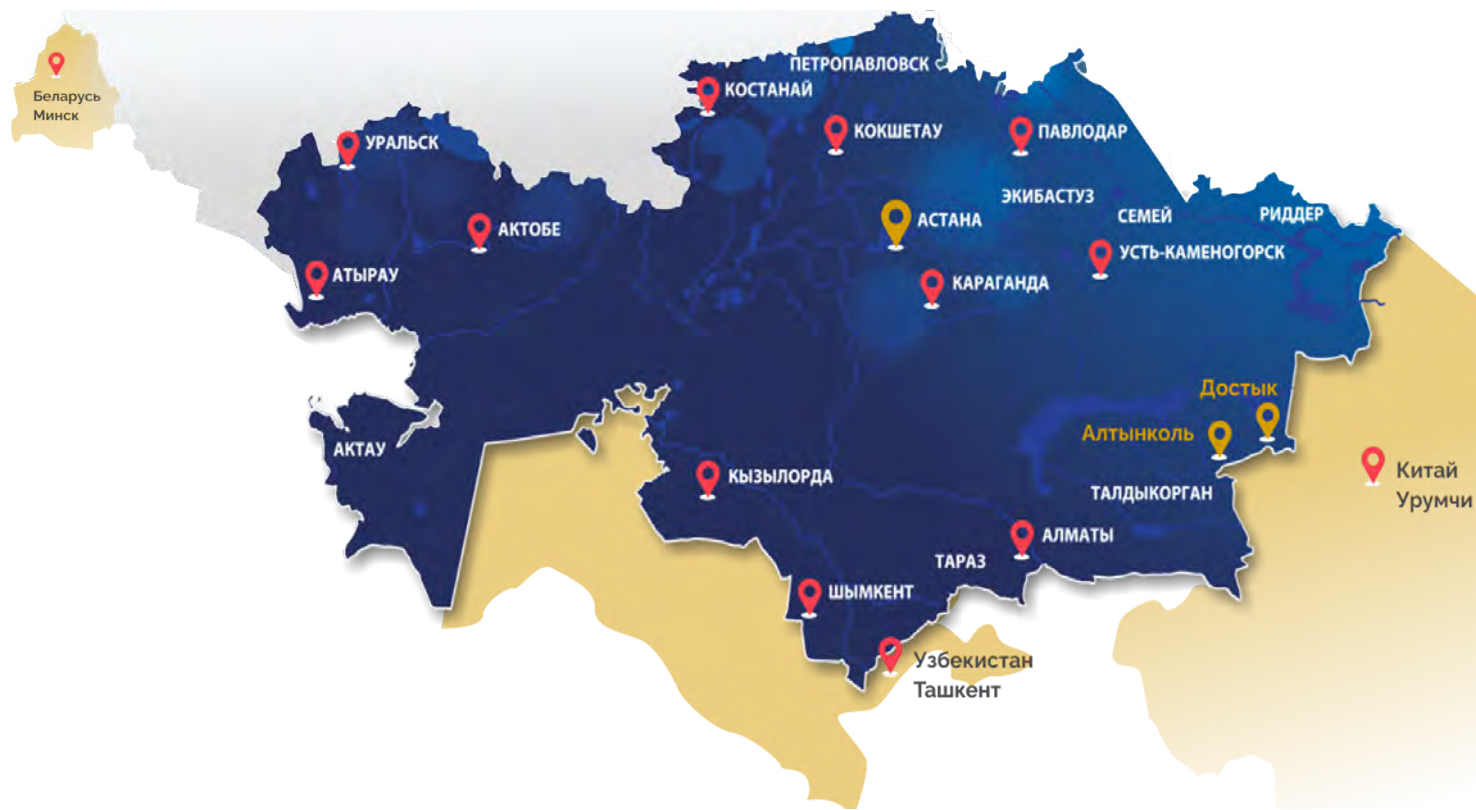 ПЕТРОПАВЛОВСК
КОСТАНАЙ
Беларусь
Минск
КОКШЕТАУ
ПАВЛОДАР
УРАЛЬСК
ЭКИБАСТУЗ
СЕМЕЙ
РИДДЕР
АСТАНА
АКТОБЕ
УСТЬ-КАМЕНОГОРСК
АТЫРАУ
КАРАГАНДА
Достык
Алтынколь
АКТАУ
Китай
Урумчи
КЫЗЫЛОРДА
ТАЛДЫКОРГАН
АЛМАТЫ
ТАРАЗ
ШЫМКЕНТ
Узбекистан
Ташкент